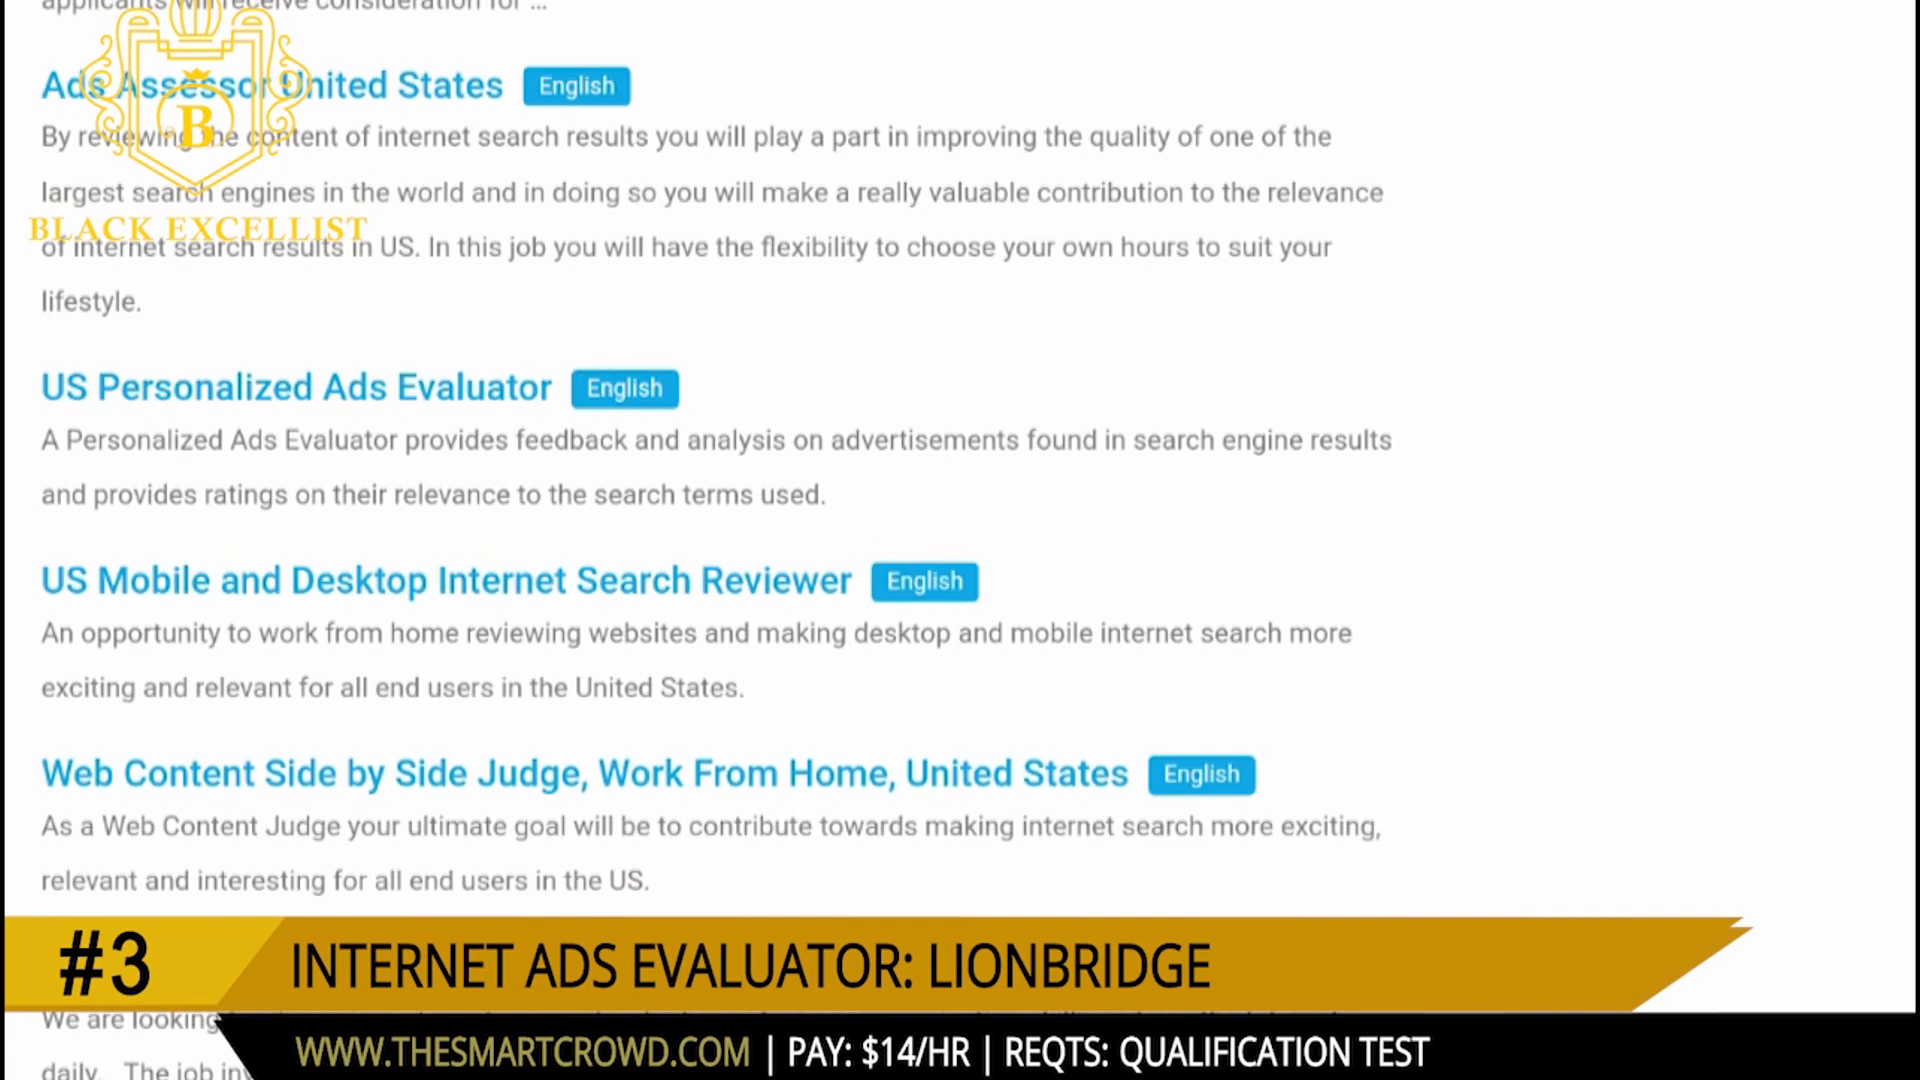 applicants will receive consideration for ...
Ads Assessor United States English
By reviewing the content of internet search results you will play a part in improving the quality of one of the
largest search engines in the world and in doing so you will make a really valuable contribution to the relevance
of internet search results in US. In this job you will have the flexibility to choose your own hours to suit your
lifestyle.
B
BLACK EXCELLIST
US Personalized Ads Evaluator English
A Personalized Ads Evaluator provides feedback and analysis on advertisements found in search engine results
and provides ratings on their relevance to the search terms used.
US Mobile and Desktop Internet Search Reviewer English
An opportunity to work from home reviewing websites and making desktop and mobile internet search more
exciting and relevant for all end users in the United States.
Web Content Side by Side Judge, Work From Home, United States English
As a Web Content Judge your ultimate goal will be to contribute towards making internet search more exciting,
relevant and interesting for all end users in the US.
#3 INTERNET ADS EVALUATOR: LIONBRIDGE
We are looking
WWW.THESMARTCROWD.COM | PAY: $14/HR | REQTS: QUALIFICATION TEST
daily. The job